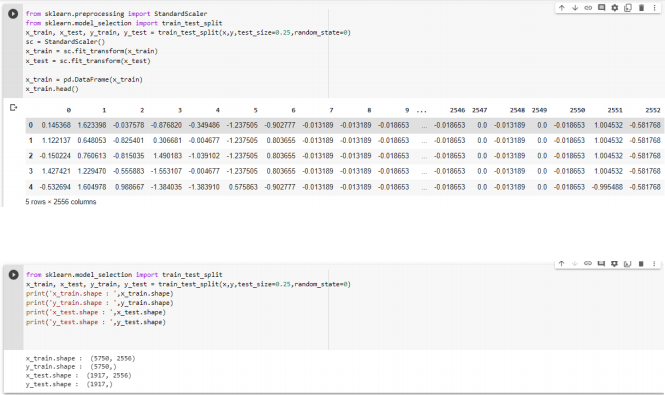 from sklearn.preprocessing import StandardScaler
from sklearn.model_selection import train_test_split
x_train, x_test, y_train, y_test = train_test_split(x,y,test_size=0.25,random_state=0)
sc = StandardScaler()
x_train = sc.fit_transform(x_train)
x_test = sc.fit_transform(x_test)
x_train = pd.DataFrame(x_train)
x_train.head()
0 1 2 3 4 5 6 7 8 9 ... 2546 2547 2548 2549 2550 2551 2552
0 0.145368 1.623398 -0.037578 -0.876820 -0.349486 -1.237505 -0.902777 -0.013189 -0.013189 -0.018653 ... -0.018653 0.0 -0.013189 0.0 -0.018653 1.004532 -0.581768
1 1.122137 0.648053 -0.825401 0.306681 -0.004677 -1.237505 0.803655 -0.013189 -0.013189 -0.018653 ... -0.018653 0.0 -0.013189 0.0 -0.018653 1.004532 -0.581768
2 -0.150224 0.760613 -0.815035 1.490183 -1.039102 -1.237505 0.803655 -0.013189 -0.013189 -0.018653 ... -0.018653 0.0 -0.013189 0.0 -0.018653 1.004532 -0.581768
3 1.427421 1.229470 -0.555883 -1.553107 -0.004677 -1.237505 0.803655 -0.013189 -0.013189 -0.018653 ... -0.018653 0.0 -0.013189 0.0 -0.018653 1.004532 -0.581768
4 -0.532694 1.604978 0.988667 -1.384035 -1.383910 0.575863 -0.902777 -0.013189 -0.013189 -0.018653 ... -0.018653 0.0 -0.013189 0.0 -0.018653 -0.995488 -0.581768
5 rows × 2556 columns
from sklearn.model_selection import train_test_split
x_train, x_test, y_train, y_test = train_test_split(x,y,test_size=0.25,random_state=0)
print('x_train.shape : ',x_train.shape)
print('y_train.shape : ',y_train.shape)
print('x_test.shape : ',x_test.shape)
print('y_test.shape : ',y_test.shape)
x_train.shape : (5750, 2556)
y_train.shape : (5750,)
x_test.shape : (1917, 2556)
y_test.shape : (1917,)